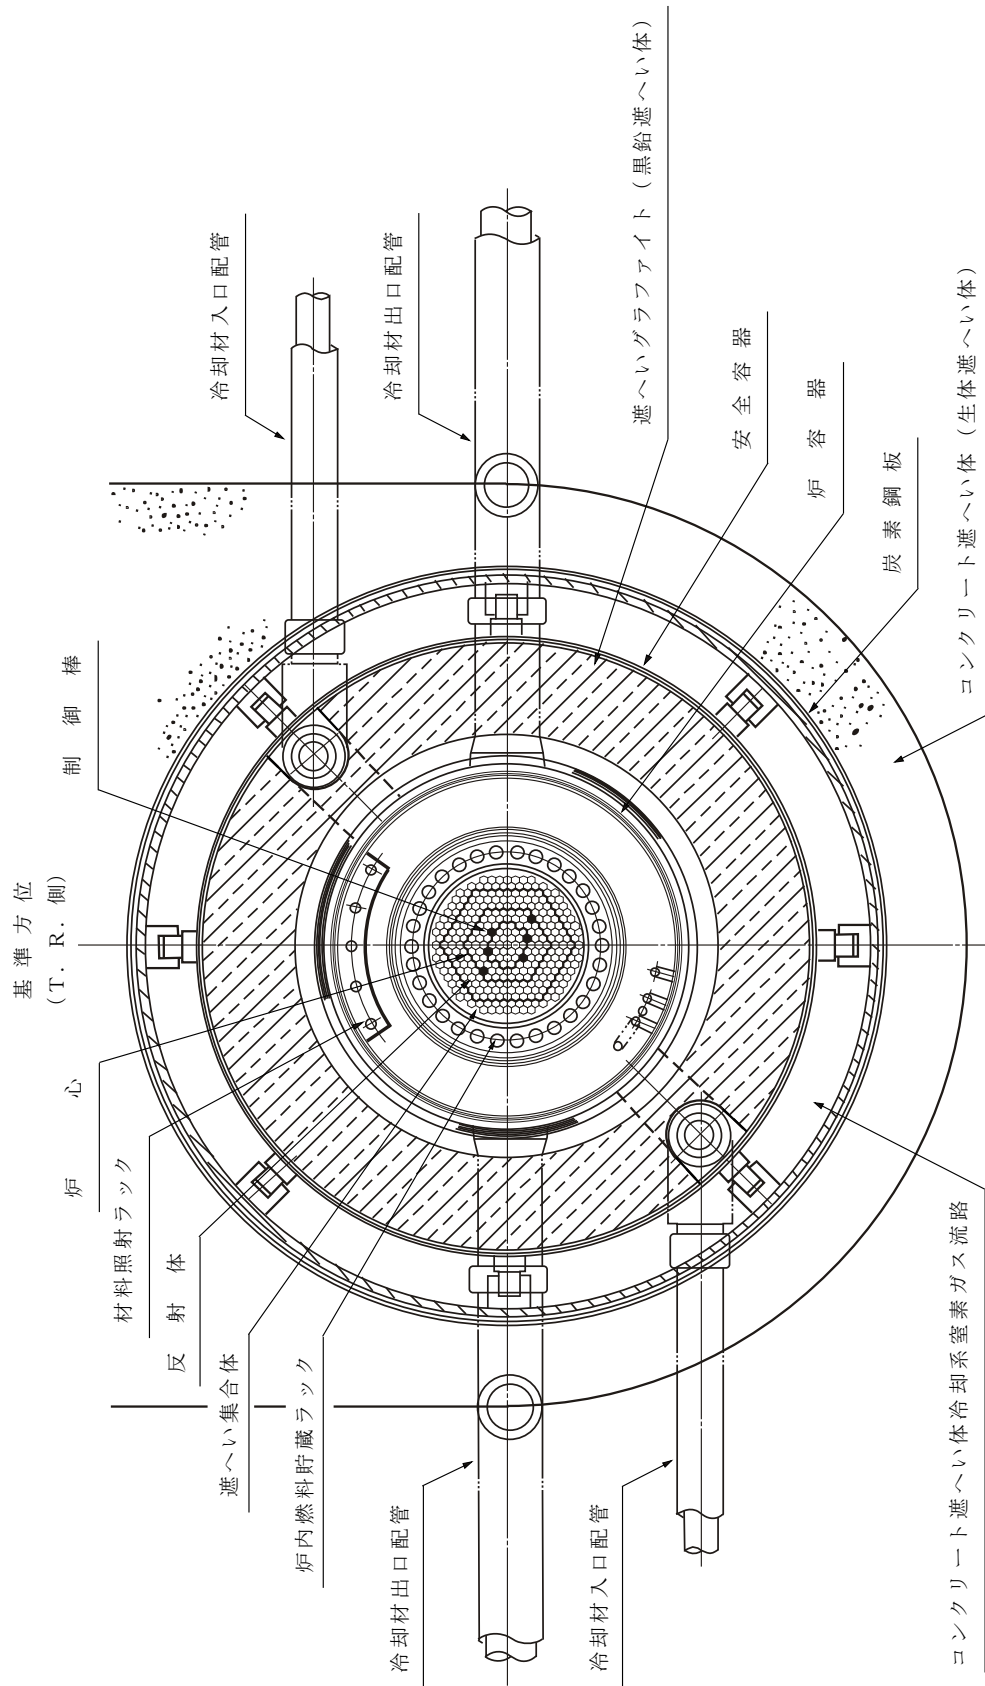 基準方位
(T. R. 側)
制御棒
炉心
材料照射ラック
反射体
遮へい集合体
炉内燃料貯蔵ラック
冷却材出口配管
冷却材入口配管
冷却材入口配管
冷却材出口配管
遮へいグラファイト (黒鉛遮へい体)
安全容器
炉容器
炭素鋼板
コンクリート遮へい体 (生体遮へい体)
コンクリート遮へい体冷却系窒素ガス流路